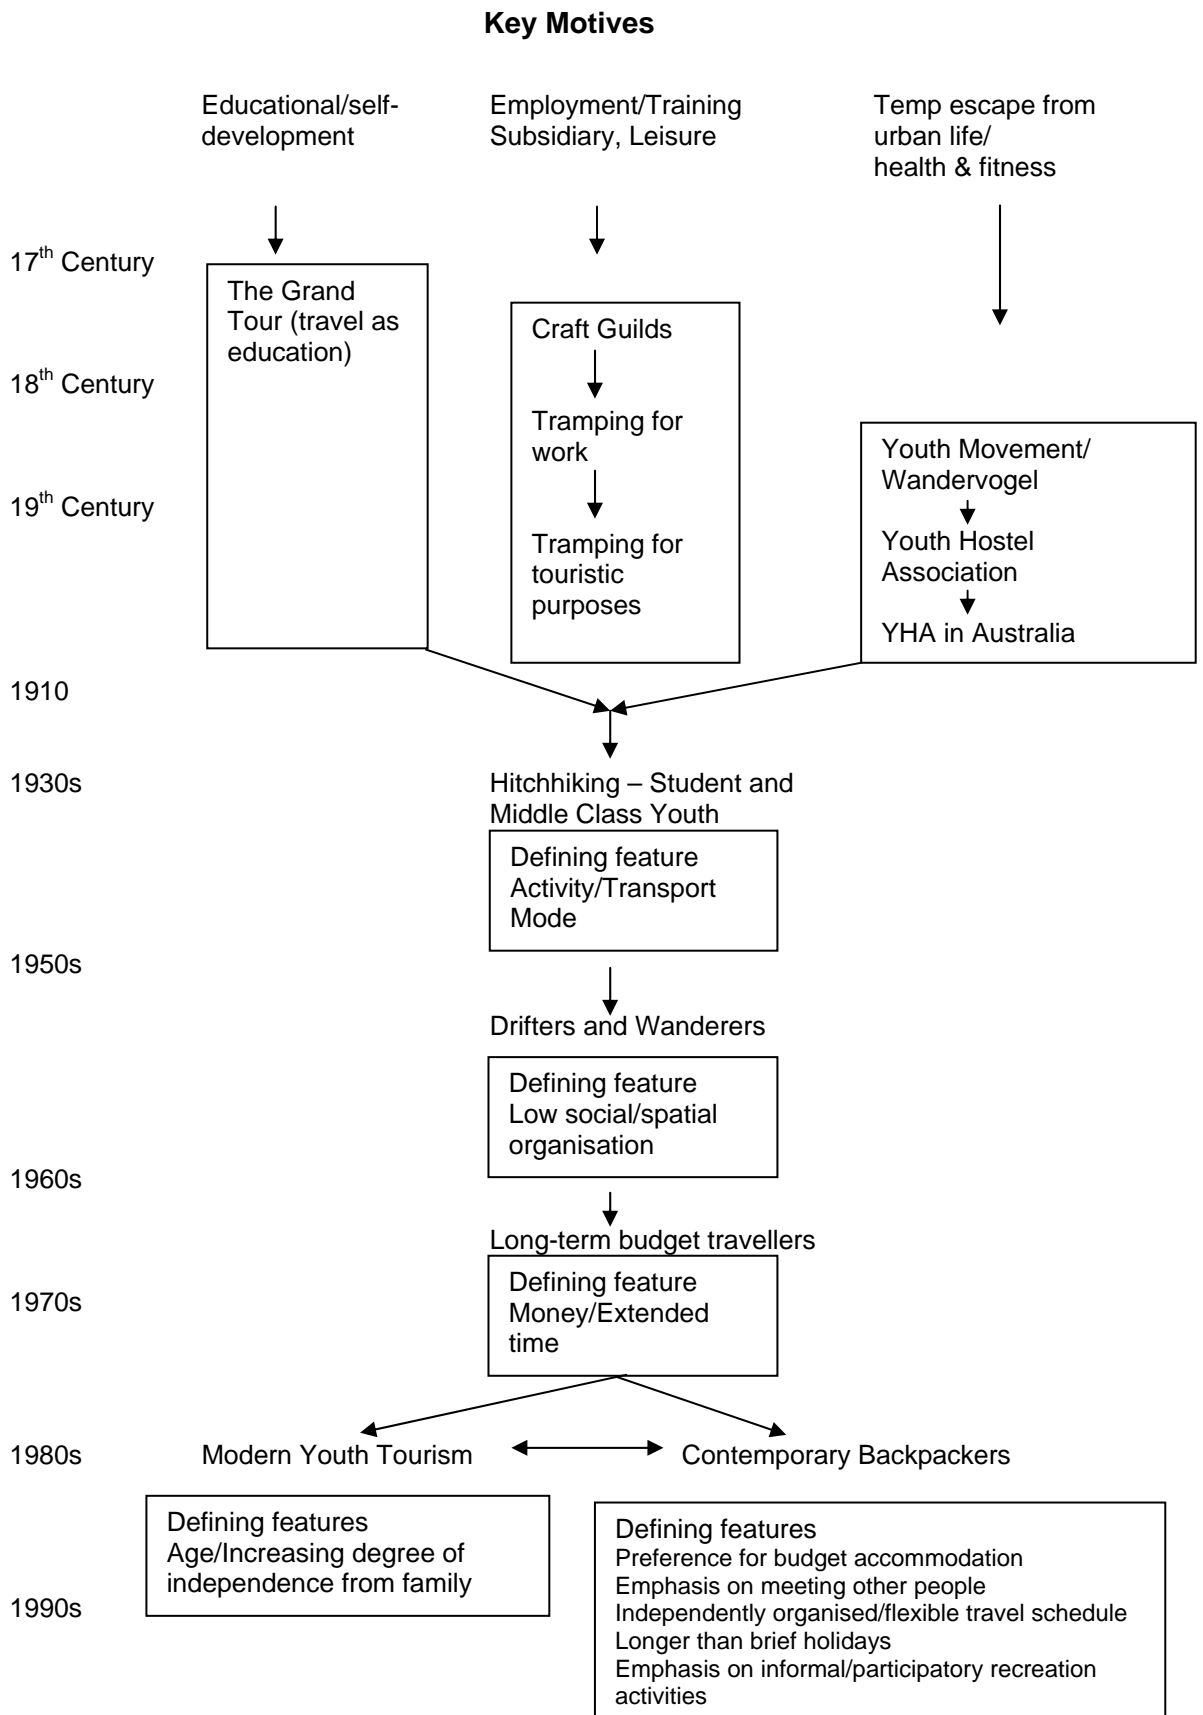 Key Motives
Educational/self-
development
Employment/Training
Subsidiary, Leisure
Temp escape from
urban life/
health & fitness
17th Century
The Grand
Tour (travel as
education)
Craft Guilds
18th Century
Tramping for
work
Youth Movement/
Wandervogel
19th Century
Tramping for
touristic
purposes
Youth Hostel
Association
YHA in Australia
1910
1930s
Hitchhiking – Student and
Middle Class Youth
Defining feature
Activity/Transport
Mode
1950s
Drifters and Wanderers
Defining feature
Low social/spatial
organisation
1960s
Long-term budget travellers
Defining feature
Money/Extended
time
1970s
1980s
Modern Youth Tourism
Contemporary Backpackers
Defining features
Age/Increasing degree of
independence from family
Defining features
Preference for budget accommodation
Emphasis on meeting other people
Independently organised/flexible travel schedule
Longer than brief holidays
Emphasis on informal/participatory recreation
activities
1990s